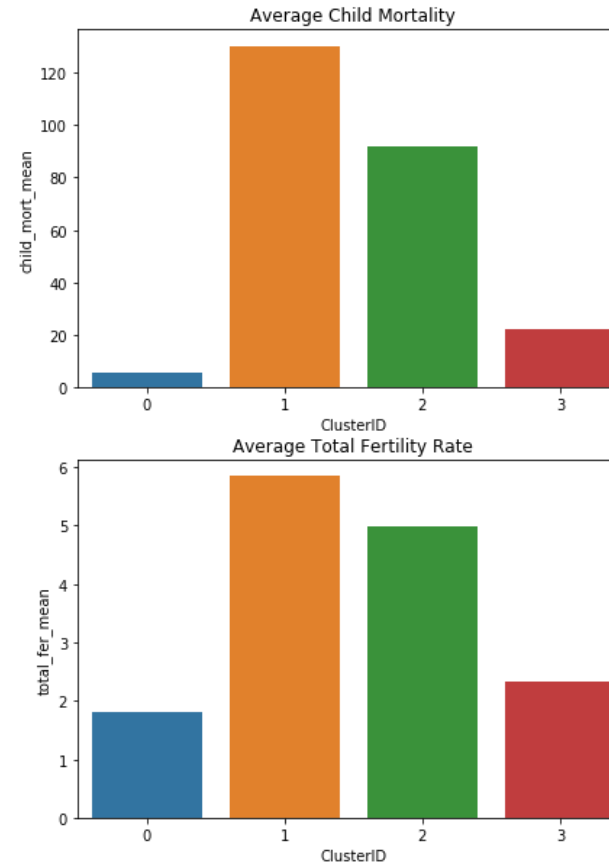 Average Child Mortality
120
100
80
60
40
20
0
child_mort_mean
0 1 2 3
ClusterID
Average Total Fertility Rate
6
5
4
3
2
1
0
total_fer_mean
0 1 2 3
ClusterID